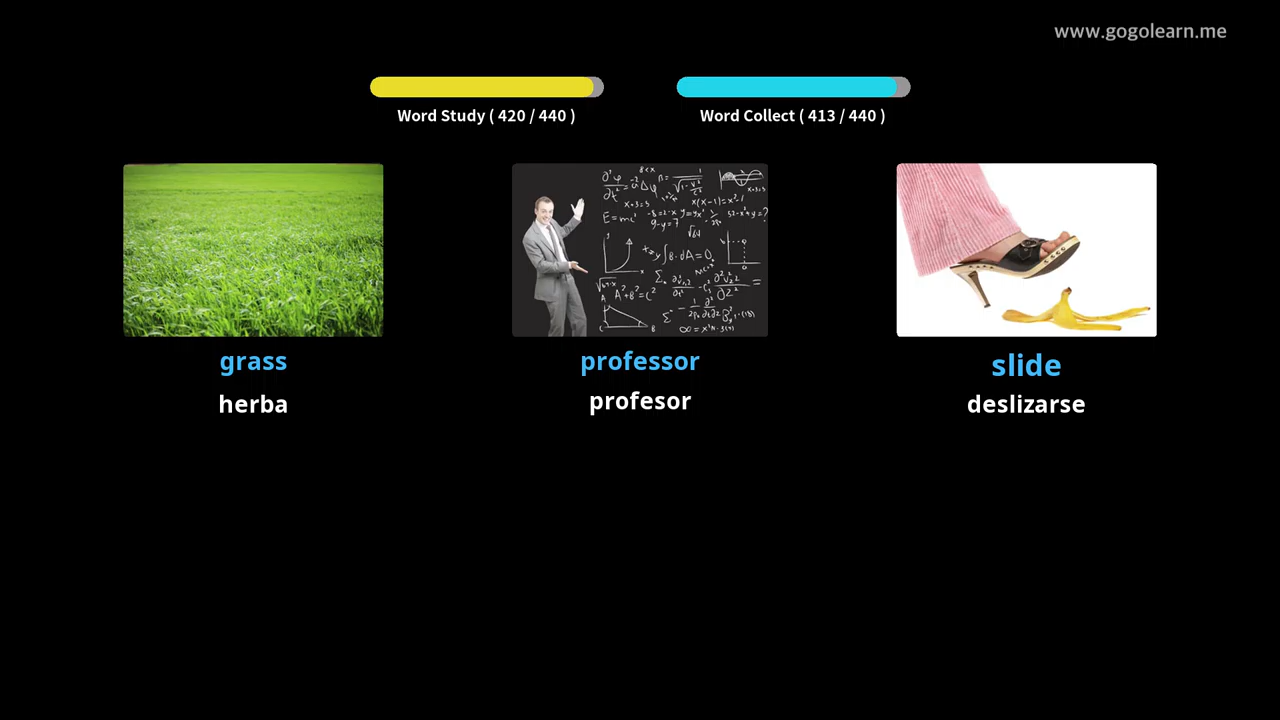 www.gogolearn.me
Word Study ( 420 / 440 )
Word Collect ( 413 / 440 )
grass
professor
slide
herba
profesor
deslizarse